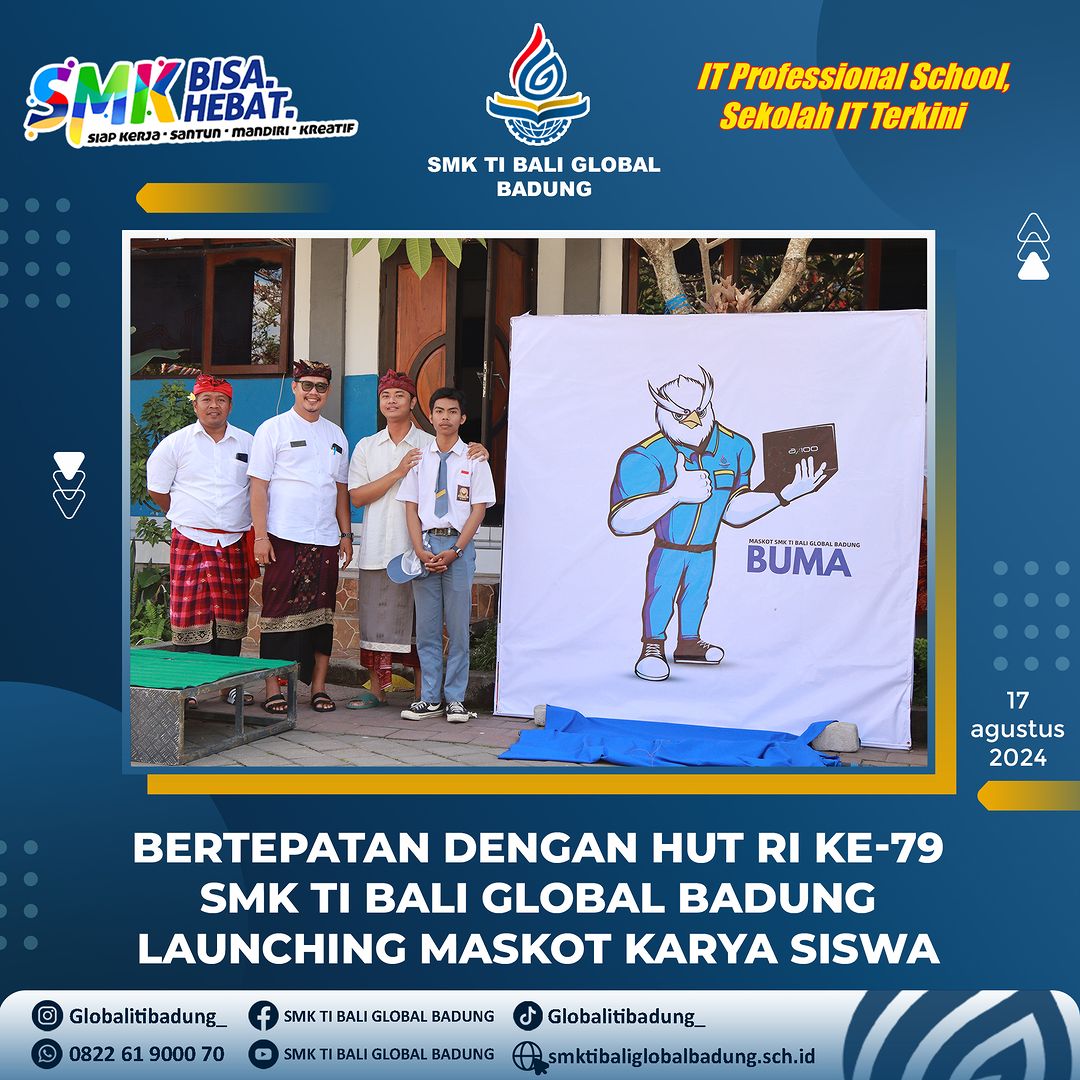 SMK BISA.
HEBAT.
SIAP KERJA • SANTUN • MANDIRI • KREATIF
SMK TI BALI GLOBAL
BADUNG
IT Professional School,
Sekolah IT Terkini
MASKOT SMK TI BALI GLOBAL BADUNG
BUMA
17
agustus
2024
BERTEPATAN DENGAN HUT RI KE-79
SMK TI BALI GLOBAL BADUNG
LAUNCHING MASKOT KARYA SISWA
Globalitibadung_
SMK TI BALI GLOBAL BADUNG
Globalitibadung_
0822 61 9000 70
SMK TI BALI GLOBAL BADUNG
smktibaliglobalbadung.sch.id